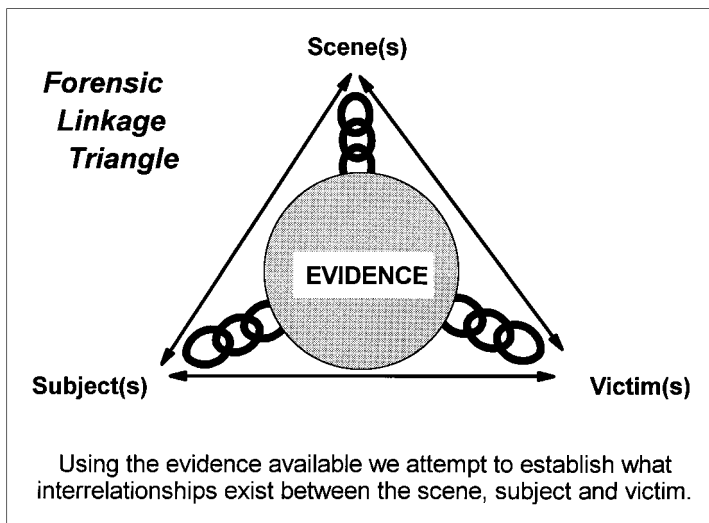 Scene(s)
Forensic
Linkage
Triangle
EVIDENCE
Subject(s)
Victim(s)
Using the evidence available we attempt to establish what
interrelationships exist between the scene, subject and victim.